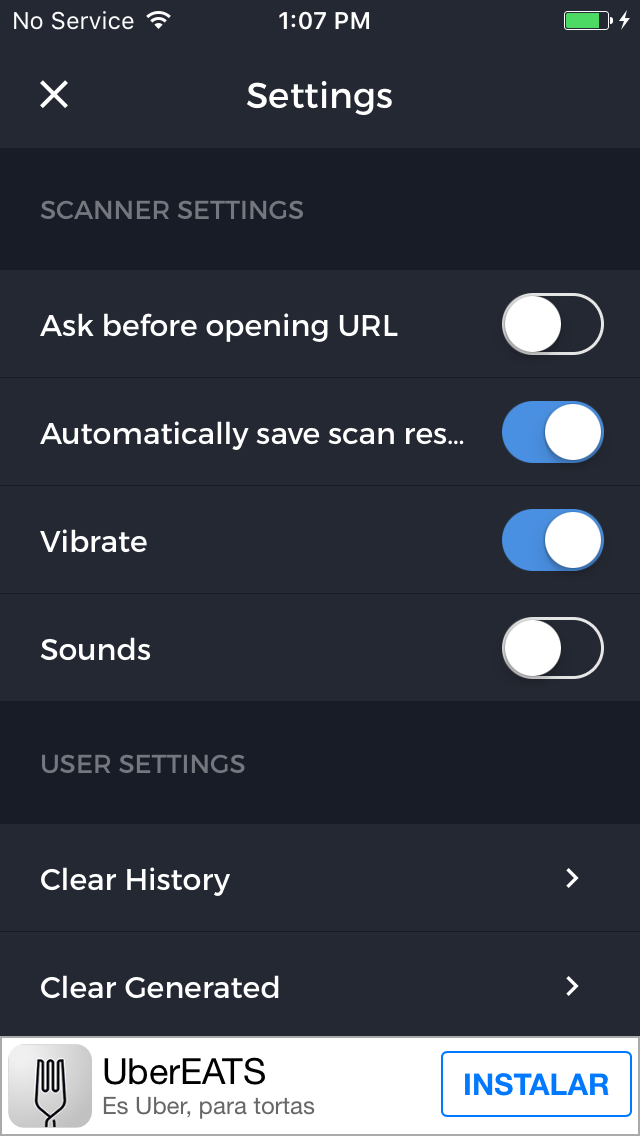 No Service 1:07 PM
Settings
SCANNER SETTINGS
Ask before opening URL
Automatically save scan res...
Vibrate
Sounds
USER SETTINGS
Clear History
Clear Generated
UberEATS
Es Uber, para tortas
INSTALAR